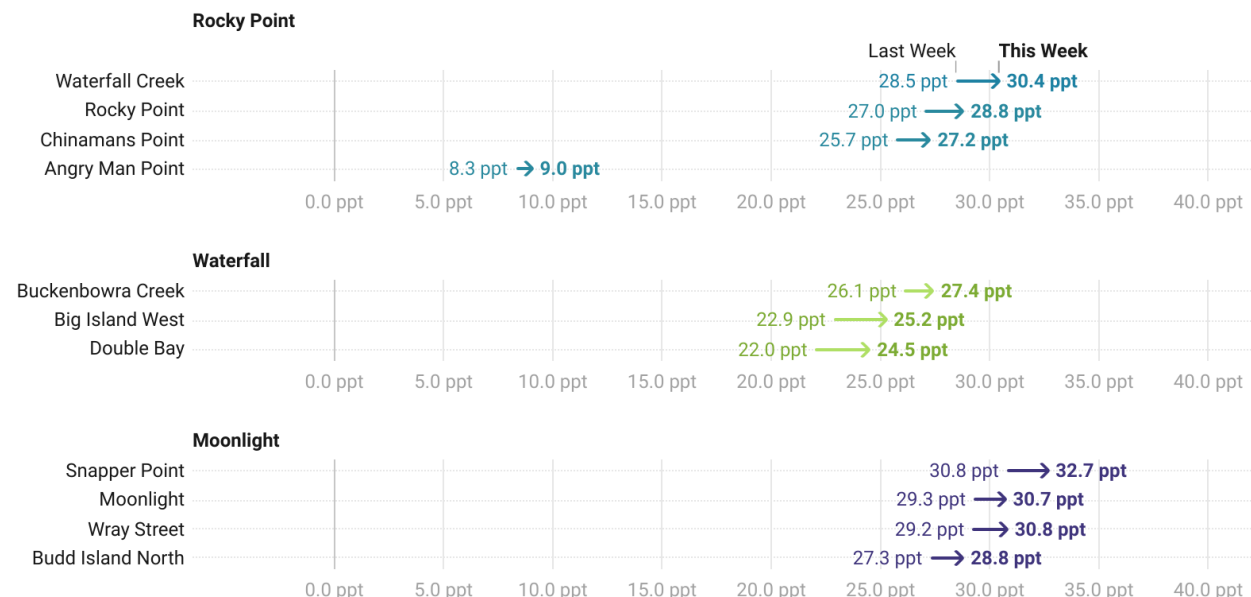 Rocky Point
Last Week This Week
Waterfall Creek 28.5 ppt 30.4 ppt
Rocky Point 27.0 ppt 28.8 ppt
Chinamans Point 25.7 ppt 27.2 ppt
Angry Man Point 8.3 ppt 9.0 ppt
0.0 ppt 5.0 ppt 10.0 ppt 15.0 ppt 20.0 ppt 25.0 ppt 30.0 ppt 35.0 ppt 40.0 ppt
Waterfall
Buckenbowra Creek 26.1 ppt 27.4 ppt
Big Island West 22.9 ppt 25.2 ppt
Double Bay 22.0 ppt 24.5 ppt
0.0 ppt 5.0 ppt 10.0 ppt 15.0 ppt 20.0 ppt 25.0 ppt 30.0 ppt 35.0 ppt 40.0 ppt
Moonlight
Snapper Point 30.8 ppt 32.7 ppt
Moonlight 29.3 ppt 30.7 ppt
Wray Street 29.2 ppt 30.8 ppt
Budd Island North 27.3 ppt 28.8 ppt
0.0 ppt 5.0 ppt 10.0 ppt 15.0 ppt 20.0 ppt 25.0 ppt 30.0 ppt 35.0 ppt 40.0 ppt